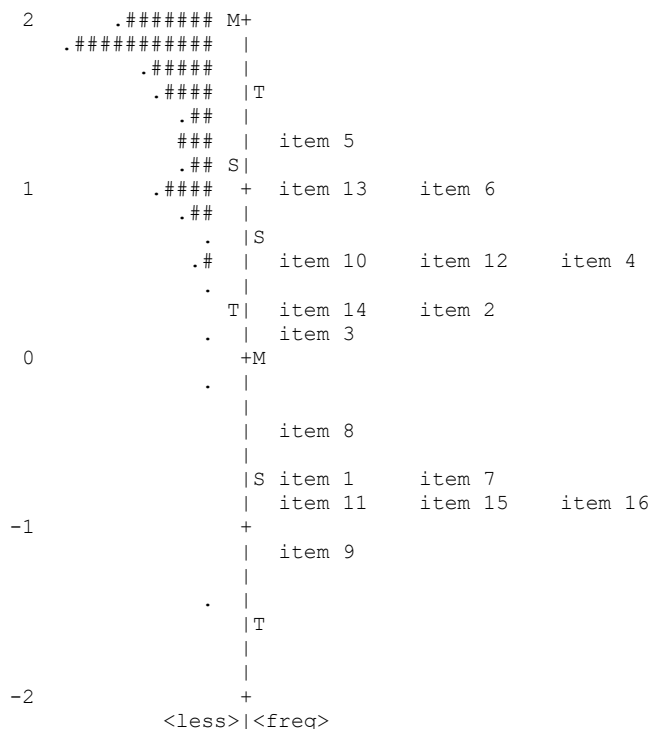 2 .####### M+
.########### |
.##### |
.#### |T
.## |
### | item 5
.## S|
1 .#### + item 13 item 6
.## |
. |S
.# | item 10 item 12 item 4
. |
T| item 14 item 2
. | item 3
0 +M
. |
|
| item 8
|
|S item 1 item 7
| item 11 item 15 item 16
-1 +
| item 9
|
. |
|T
|
|
-2 +
<less>|<freq>